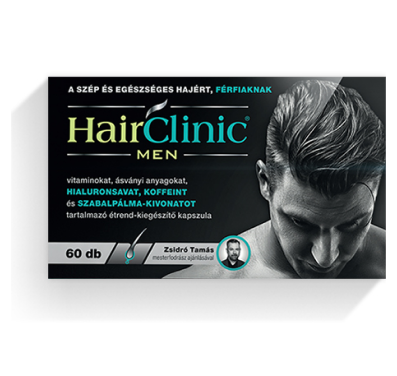 A SZÉP ÉS EGÉSZSÉGES HAJÉRT, FÉRFIAKNAK
HairClinic®
MEN
vitaminokat, ásványi anyagokat,
HIALURONSAVAT, KOFFEINT
és SZABALPÁLMA-KIVONATOT
tartalmazó étrend-kiegészítő kapszula
60 db
Zsidró Tamás
mesterfodrász ajánlásával